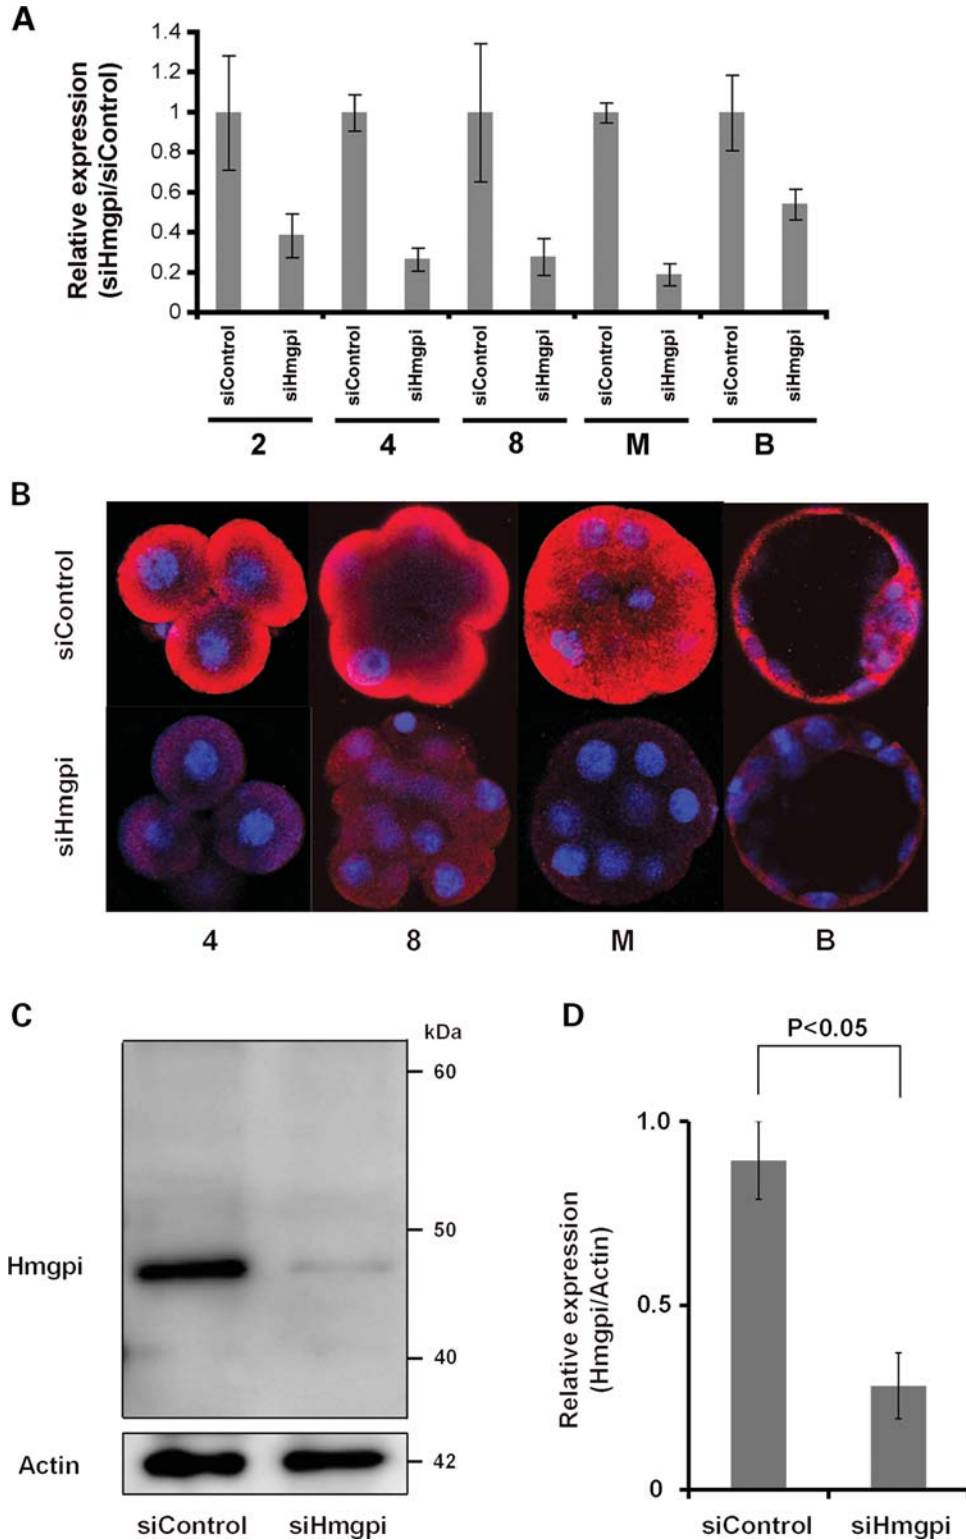 A
Relative expression
(siHmgpi/siControl)
1.4
1.2
1
0.8
0.6
0.4
0.2
0
siControl
siHmgpi
siControl
siHmgpi
siControl
siHmgpi
siControl
siHmgpi
siControl
siHmgpi
2
4
8
M
B
B
siControl
siHmgpi
4
8
M
B
C
kDa
60
50
Hmgpi
40
Actin
42
siControl
siHmgpi
D
P<0.05
Relative expression
(Hmgpi/Actin)
1.0
0.5
0
siControl
siHmgpi